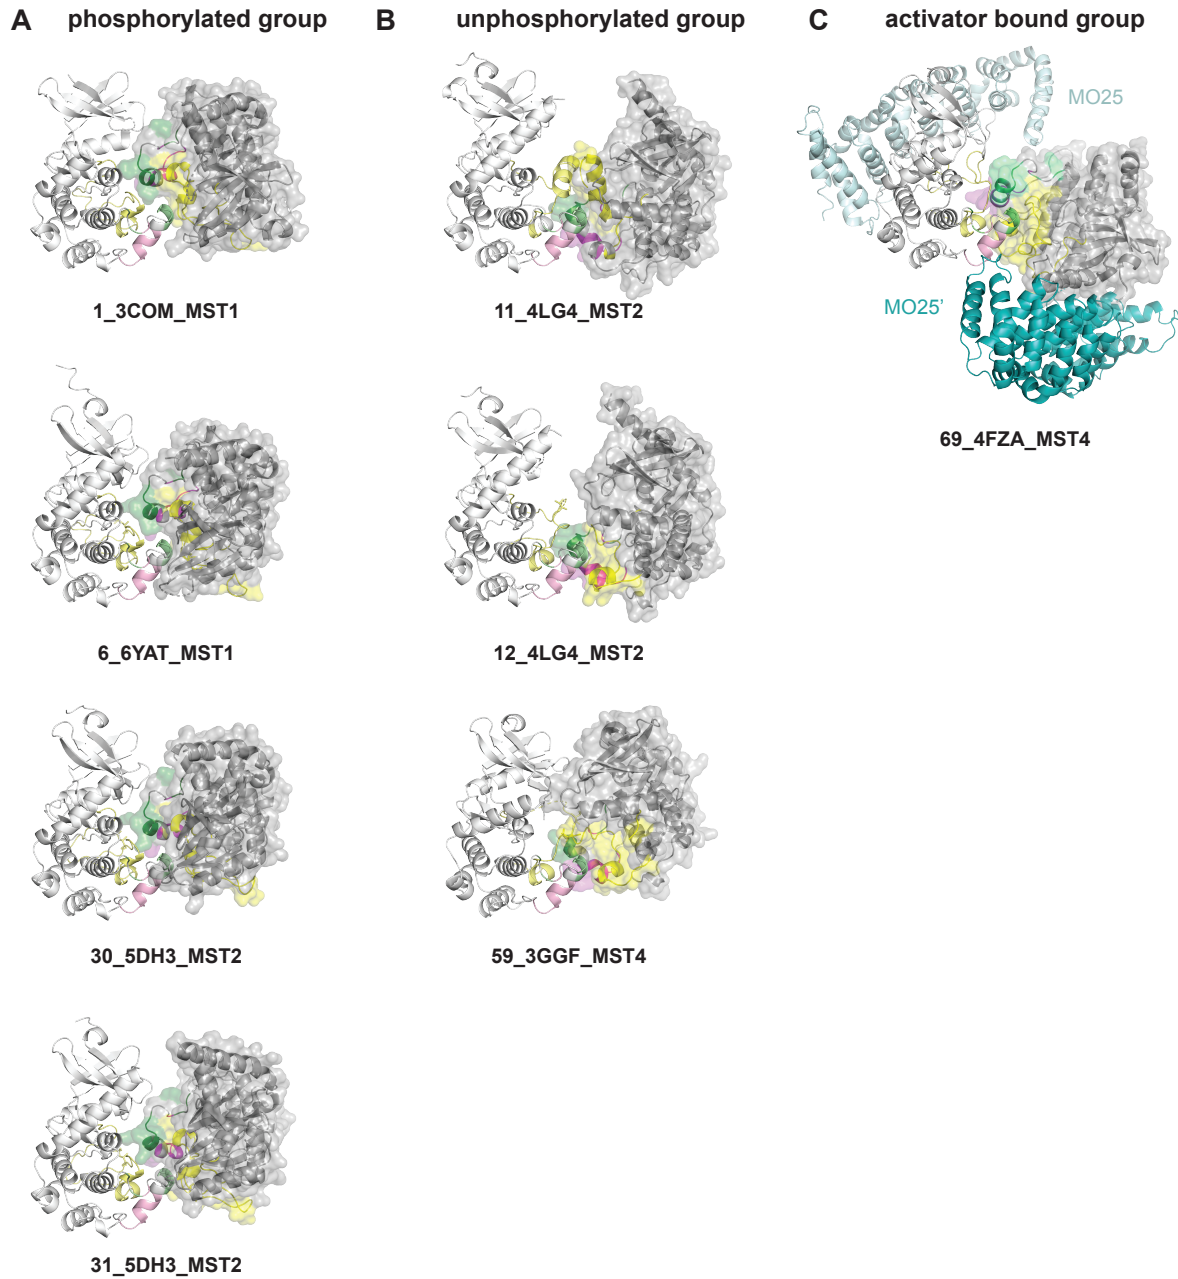 A phosphorylated group
B unphosphorylated group
C activator bound group
MO25
MO25'
1_3COM_MST1
11_4LG4_MST2
69_4FZA_MST4
6_6YAT_MST1
12_4LG4_MST2
30_5DH3_MST2
59_3GGF_MST4
31_5DH3_MST2